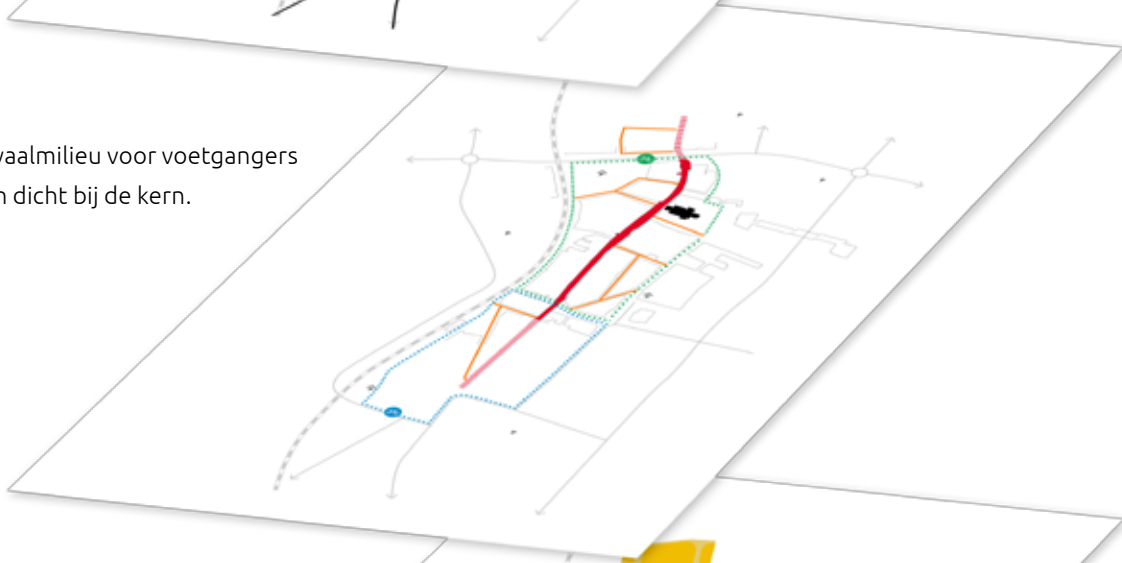 vaalmilieu voor voetgangers
n dicht bij de kern.